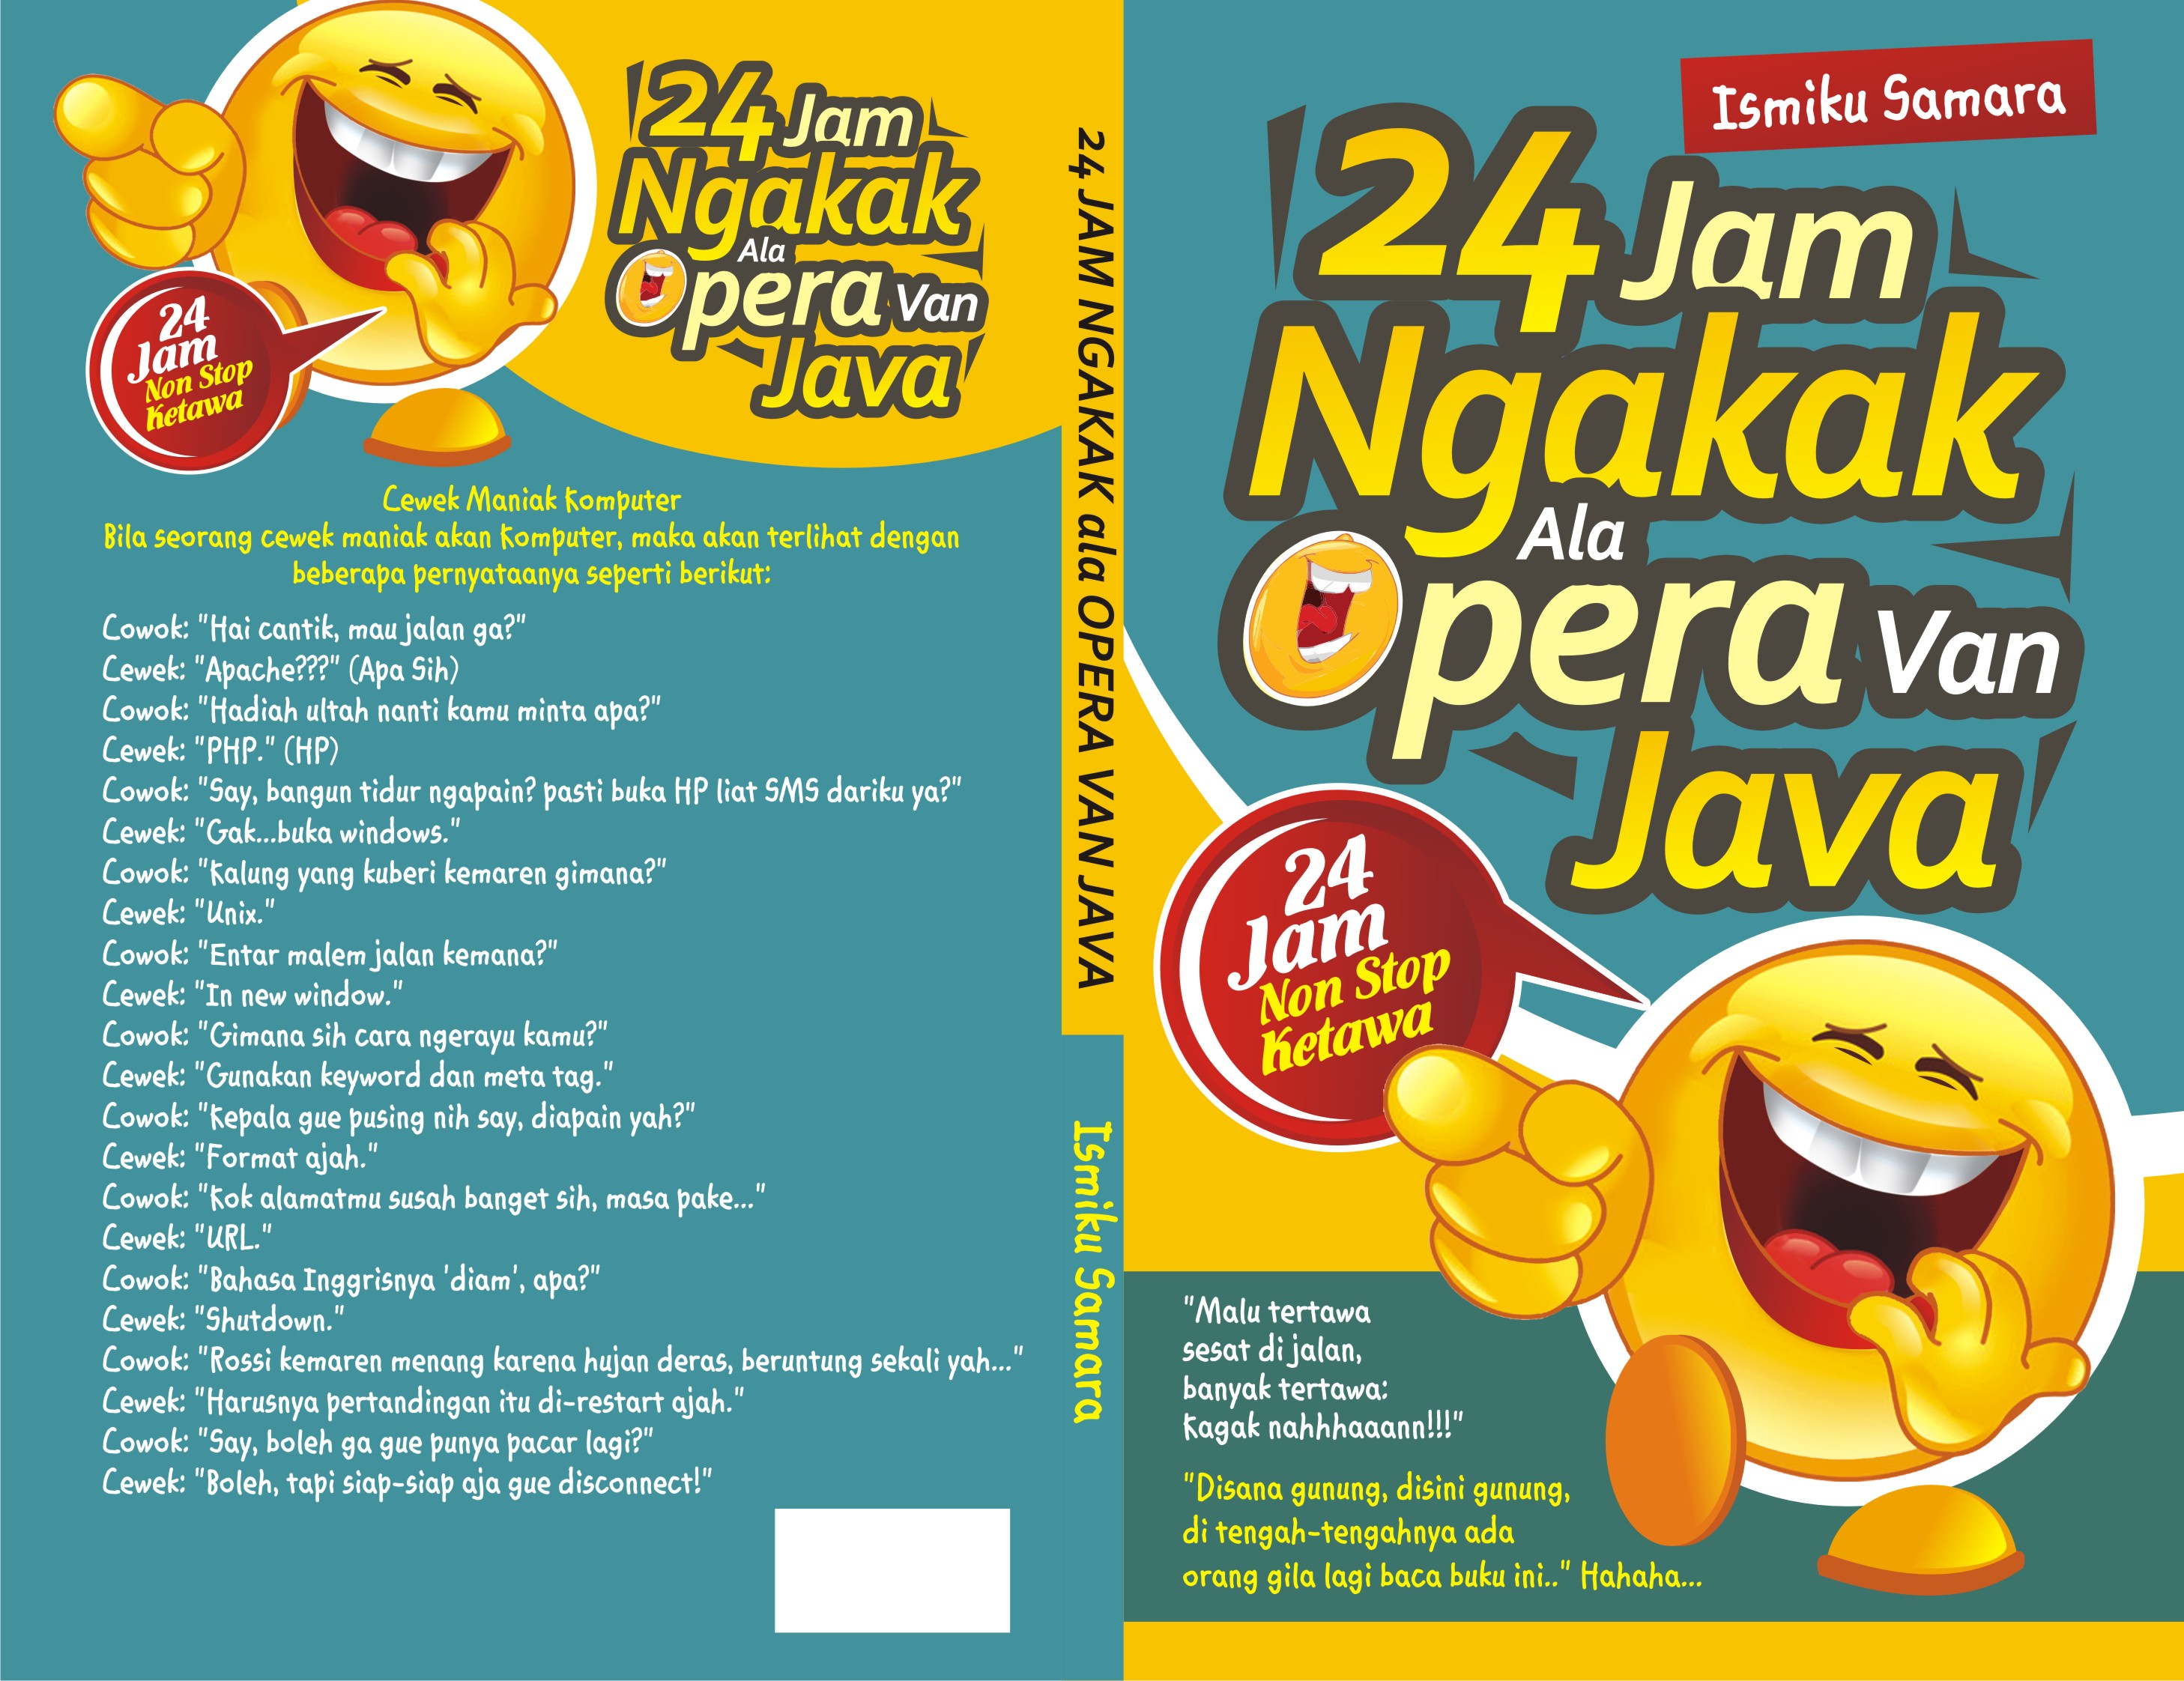 24 Jam
Ngakak
Ala
Opera Van
Java
24
Jam
Non Stop
Ketawa
Cewek Maniak Komputer
Bila seorang cewek maniak akan Komputer, maka akan terlihat dengan
beberapa pernyataanya seperti berikut:
Cowok: "Hai cantik, mau jalan ga?"
Cewek: "Apache???" (Apa Sih)
Cowok: "Hadiah ultah nanti kamu minta apa?"
Cewek: "PHP." (HP)
Cowok: "Say, bangun tidur ngapain? pasti buka HP liat SMS dariku ya?"
Cewek: "Gak...buka windows."
Cowok: "Kalung yang kuberi kemaren gimana?"
Cewek: "Unix."
Cowok: "Entar malem jalan kemana?"
Cewek: "In new window."
Cowok: "Gimana sih cara ngerayu kamu?"
Cewek: "Gunakan keyword dan meta tag."
Cowok: "Kepala gue pusing nih say, diapain yah?"
Cewek: "Format ajah."
Cowok: "Kok alamatmu susah banget sih, masa pake..."
Cewek: "URL."
Cowok: "Bahasa Inggrisnya 'diam', apa?"
Cewek: "Shutdown."
Cowok: "Rossi kemaren menang karena hujan deras, beruntung sekali yah..."
Cewek: "Harusnya pertandingan itu di-restart ajah."
Cowok: "Say, boleh ga gue punya pacar lagi?"
Cewek: "Boleh, tapi siap-siap aja gue disconnect!"
24 JAM NGAKAK ala OPERA VAN JAVA
Ismiku Samara
Ismiku Samara
24 Jam
Ngakak
Ala
Opera Van
Java
24
Jam
Non Stop
Ketawa
"Malu tertawa
sesat di jalan,
banyak tertawa:
Kagak nahhhaaann!!!"
"Disana gunung, disini gunung,
di tengah-tengahnya ada
orang gila lagi baca buku ini.." Hahaha...